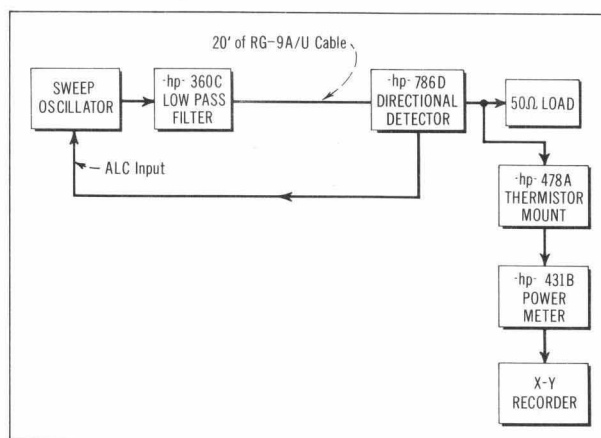 20' of RG-9A/U Cable
SWEEP
OSCILLATOR
-hp- 360C
LOW PASS
FILTER
-hp- 786D
DIRECTIONAL
DETECTOR
50Ω LOAD
ALC Input
-hp- 478A
THERMISTOR
MOUNT
-hp- 431B
POWER
METER
X-Y
RECORDER